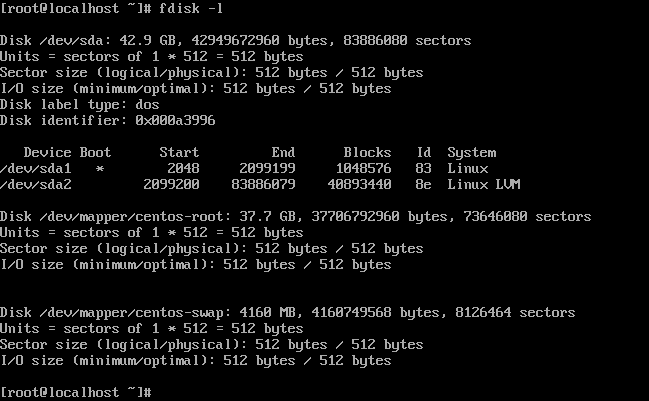 [root@localhost ~]# fdisk -l
Disk /dev/sda: 42.9 GB, 42949672960 bytes, 83886080 sectors
Units = sectors of 1 * 512 = 512 bytes
Sector size (logical/physical): 512 bytes / 512 bytes
I/O size (minimum/optimal): 512 bytes / 512 bytes
Disk label type: dos
Disk identifier: 0x000a3996
Device Boot Start End Blocks Id System
/dev/sda1 * 2048 2099199 1048576 83 Linux
/dev/sda2 2099200 83886079 40893440 8e Linux LVM
Disk /dev/mapper/centos-root: 37.7 GB, 37706792960 bytes, 73646080 sectors
Units = sectors of 1 * 512 = 512 bytes
Sector size (logical/physical): 512 bytes / 512 bytes
I/O size (minimum/optimal): 512 bytes / 512 bytes
Disk /dev/mapper/centos-swap: 4160 MB, 4160749568 bytes, 8126464 sectors
Units = sectors of 1 * 512 = 512 bytes
Sector size (logical/physical): 512 bytes / 512 bytes
I/O size (minimum/optimal): 512 bytes / 512 bytes
[root@localhost ~]#